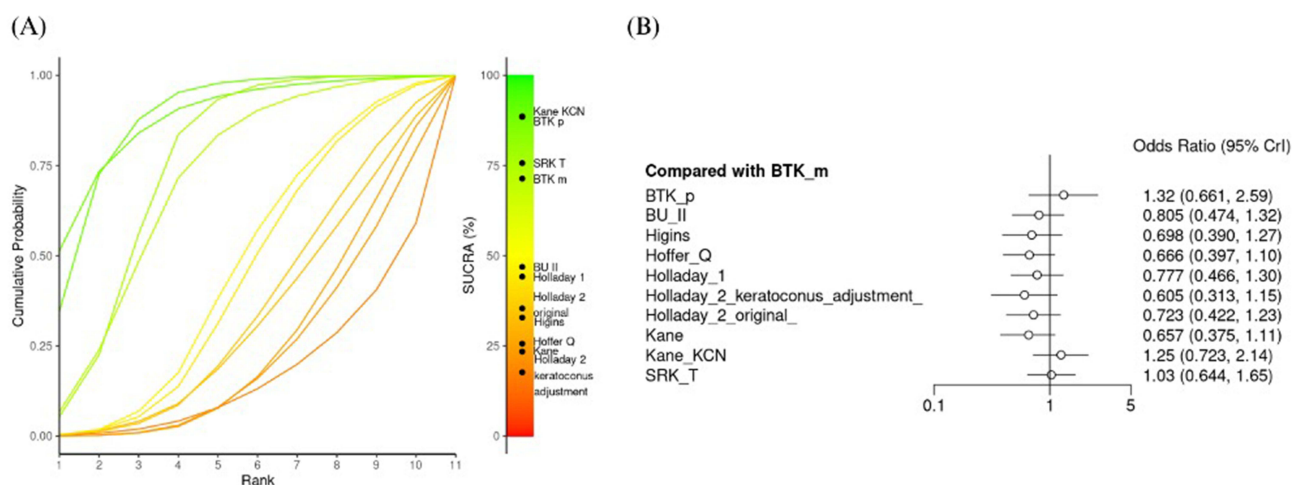 (A)
1.00
0.75
0.50
0.25
0.00
Cumulative Probability
1 2 3 4 5 6 7 8 9 10 11
Rank
100
75
50
25
0
SUCRA (%)
Kane KCN
BTK p
SRK T
BTK m
BU II
Holladay 1
Holladay 2
original
Higins
Hoffer Q
Kane
Holladay 2
keratoconus
adjustment
(B)
Odds Ratio (95% CrI)
Compared with BTK_m
BTK_p 1.32 (0.661, 2.59)
BU_II 0.805 (0.474, 1.32)
Higins 0.698 (0.390, 1.27)
Hoffer_Q 0.666 (0.397, 1.10)
Holladay_1 0.777 (0.466, 1.30)
Holladay_2_keratoconus_adjustment_ 0.605 (0.313, 1.15)
Holladay_2_original_ 0.723 (0.422, 1.23)
Kane 0.657 (0.375, 1.11)
Kane_KCN 1.25 (0.723, 2.14)
SRK_T 1.03 (0.644, 1.65)
0.1 1 5